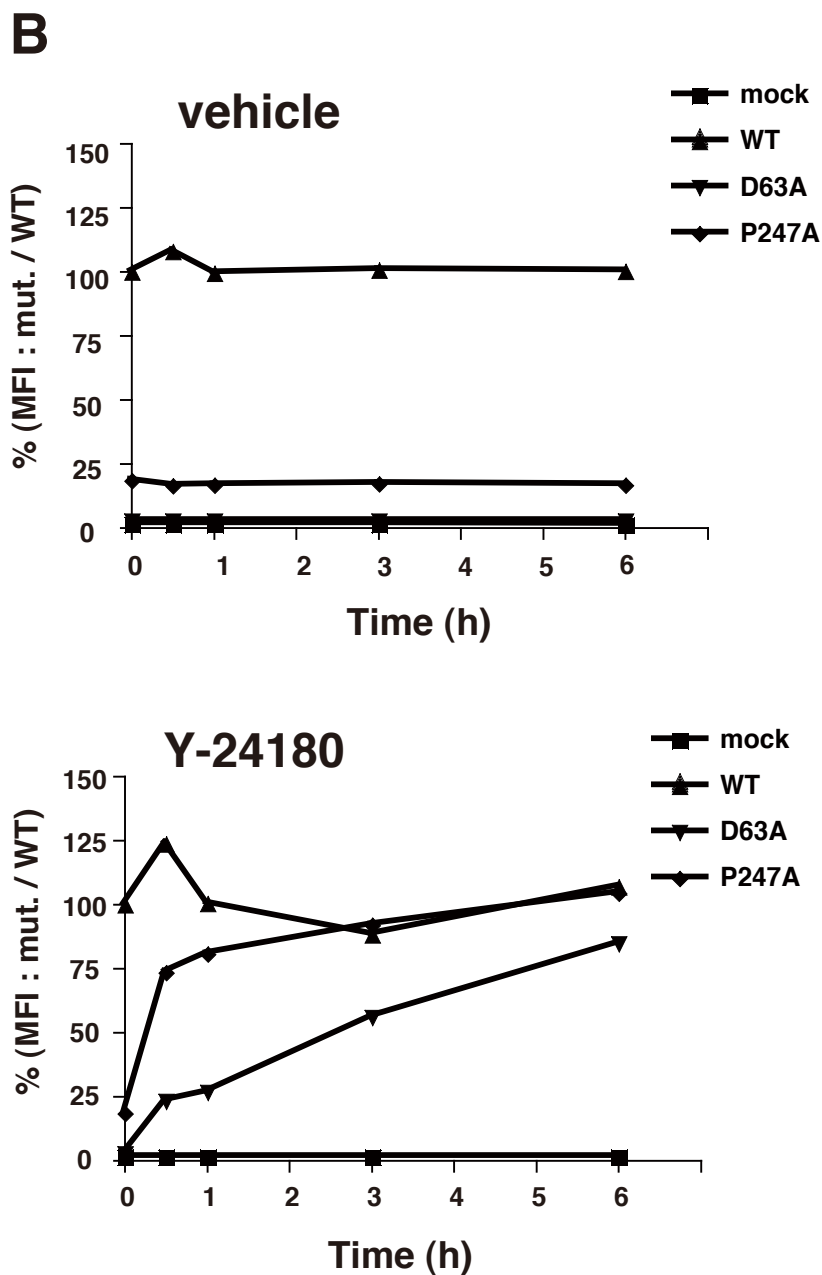 B
vehicle
mock
WT
D63A
P247A
% (MFI : mut. / WT)
150
125
100
75
50
25
0
0 1 2 3 4 5 6
Time (h)
Y-24180
mock
WT
D63A
P247A
% (MFI : mut. / WT)
150
125
100
75
50
25
0
0 1 2 3 4 5 6
Time (h)